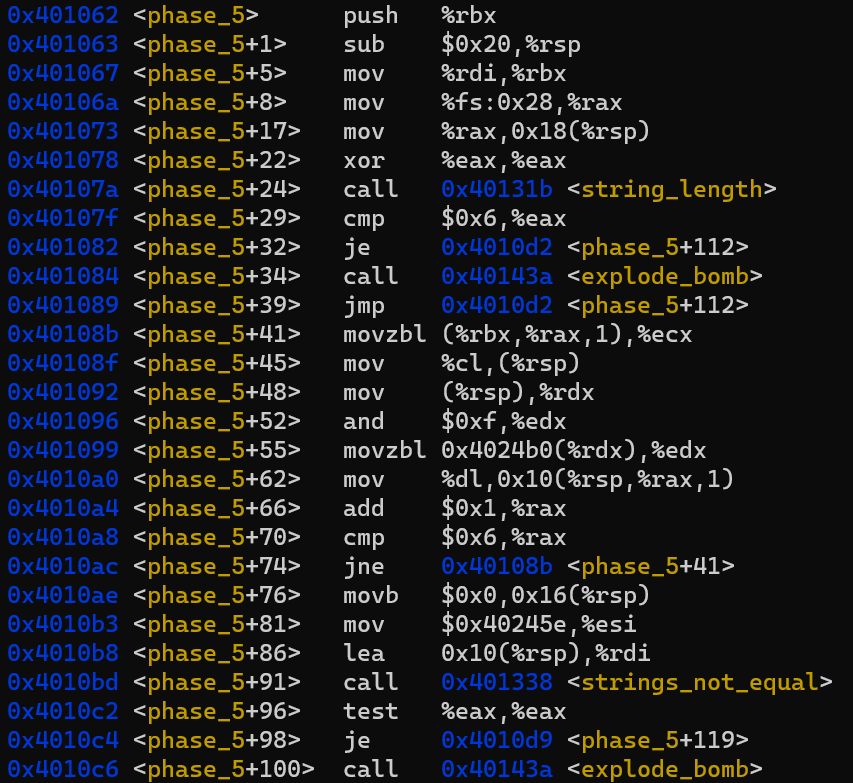 0x401062 <phase_5> push %rbx
0x401063 <phase_5+1> sub $0x20,%rsp
0x401067 <phase_5+5> mov %rdi,%rbx
0x40106a <phase_5+8> mov %fs:0x28,%rax
0x401073 <phase_5+17> mov %rax,0x18(%rsp)
0x401078 <phase_5+22> xor %eax,%eax
0x40107a <phase_5+24> call 0x40131b <string_length>
0x40107f <phase_5+29> cmp $0x6,%eax
0x401082 <phase_5+32> je 0x4010d2 <phase_5+112>
0x401084 <phase_5+34> call 0x40143a <explode_bomb>
0x401089 <phase_5+39> jmp 0x4010d2 <phase_5+112>
0x40108b <phase_5+41> movzbl (%rbx,%rax,1),%ecx
0x40108f <phase_5+45> mov %cl,(%rsp)
0x401092 <phase_5+48> mov (%rsp),%rdx
0x401096 <phase_5+52> and $0xf,%edx
0x401099 <phase_5+55> movzbl 0x4024b0(%rdx),%edx
0x4010a0 <phase_5+62> mov %dl,0x10(%rsp,%rax,1)
0x4010a4 <phase_5+66> add $0x1,%rax
0x4010a8 <phase_5+70> cmp $0x6,%rax
0x4010ac <phase_5+74> jne 0x40108b <phase_5+41>
0x4010ae <phase_5+76> movb $0x0,0x16(%rsp)
0x4010b3 <phase_5+81> mov $0x40245e,%esi
0x4010b8 <phase_5+86> lea 0x10(%rsp),%rdi
0x4010bd <phase_5+91> call 0x401338 <strings_not_equal>
0x4010c2 <phase_5+96> test %eax,%eax
0x4010c4 <phase_5+98> je 0x4010d9 <phase_5+119>
0x4010c6 <phase_5+100> call 0x40143a <explode_bomb>